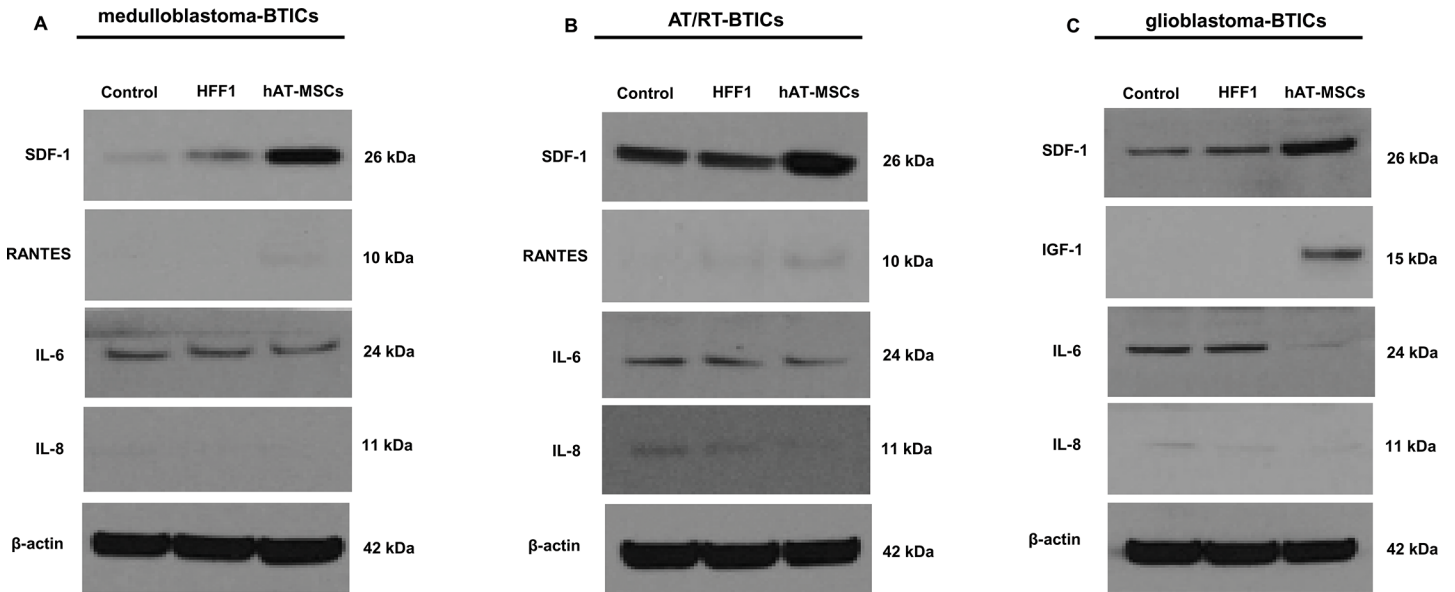 A medulloblastoma-BTICs
Control HFF1 hAT-MSCs
SDF-1 26 kDa
RANTES 10 kDa
IL-6 24 kDa
IL-8 11 kDa
β-actin 42 kDa
B AT/RT-BTICs
Control HFF1 hAT-MSCs
SDF-1 26 kDa
RANTES 10 kDa
IL-6 24 kDa
IL-8 11 kDa
β-actin 42 kDa
C glioblastoma-BTICs
Control HFF1 hAT-MSCs
SDF-1 26 kDa
IGF-1 15 kDa
IL-6 24 kDa
IL-8 11 kDa
β-actin 42 kDa